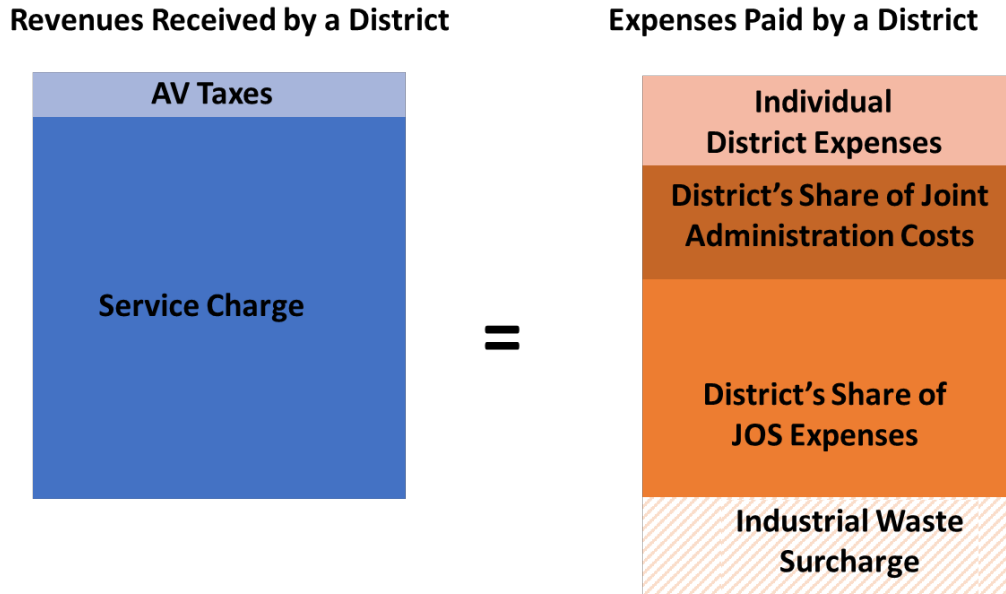 Revenues Received by a District
Expenses Paid by a District
AV Taxes
Service Charge
=
Individual
District Expenses
District's Share of Joint
Administration Costs
District's Share of
JOS Expenses
Industrial Waste
Surcharge